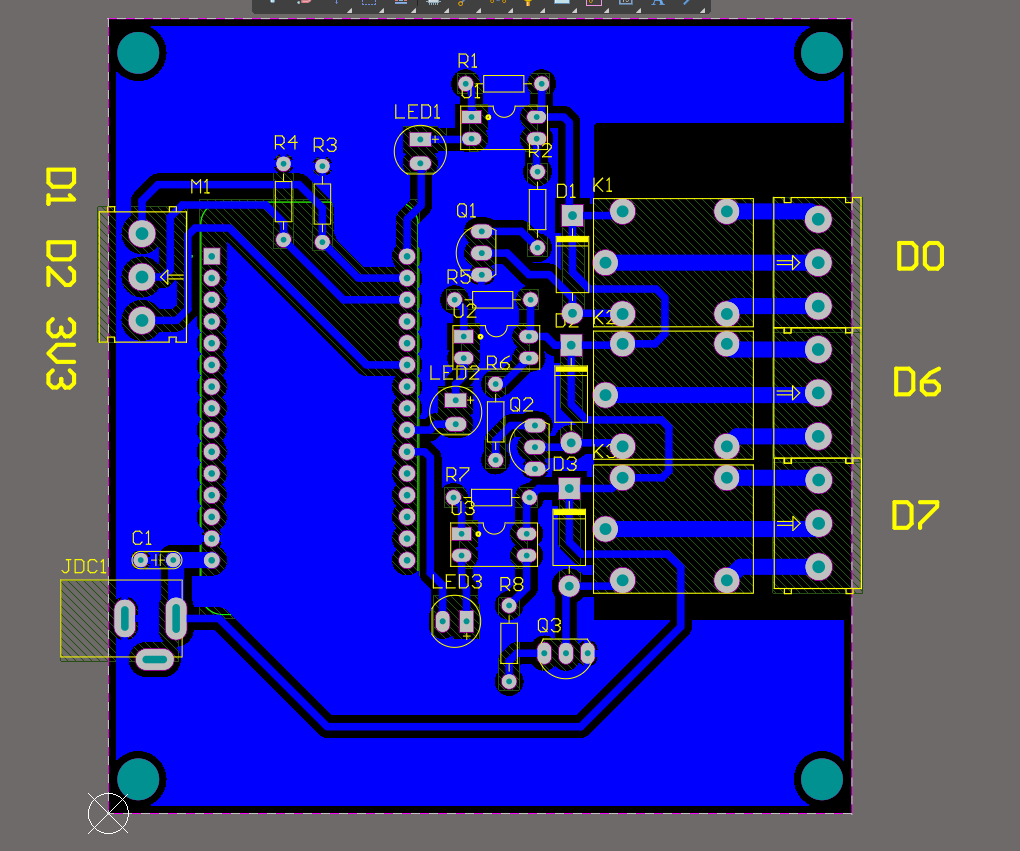 R1
U1
LED1
R4
R3
R2
M1
D1
K1
Q1
D1
D0
D2
R5
U2
D2
K2
3V3
R6
LED2
D6
Q2
D3
K3
R7
U3
D7
C1
JDC1
LED3
R8
Q3